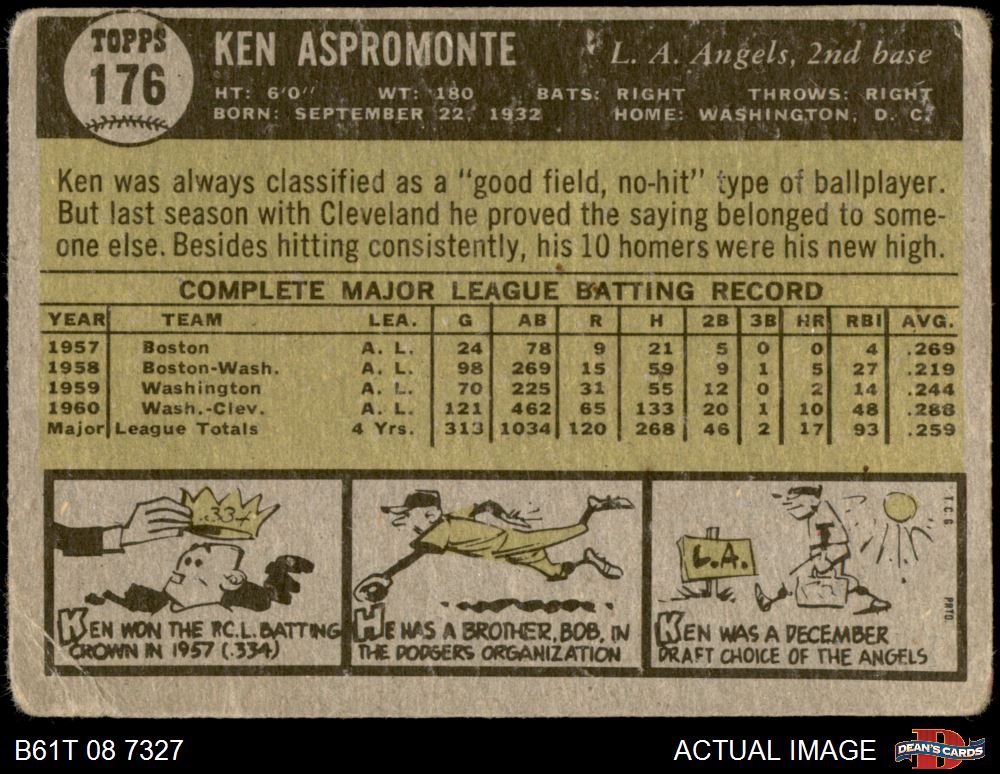 TOPPS
176
KEN ASPROMONTE
L. A. Angels, 2nd base
HT: 6'0" WT: 180 BATS: RIGHT THROWS: RIGHT
BORN: SEPTEMBER 22, 1932 HOME: WASHINGTON, D. C.
Ken was always classified as a "good field, no-hit" type of ballplayer.
But last season with Cleveland he proved the saying belonged to some-
one else. Besides hitting consistently, his 10 homers were his new high.
COMPLETE MAJOR LEAGUE BATTING RECORD
YEAR TEAM LEA. G AB R H 2B 3B HR RBI AVG.
1957 Boston A. L. 24 78 9 21 5 0 0 4 .269
1958 Boston-Wash. A. L. 98 269 15 59 9 1 5 27 .219
1959 Washington A. L. 70 225 31 55 12 0 2 14 .244
1960 Wash.-Clev. A. L. 121 462 65 133 20 1 10 48 .288
Major League Totals 4 Yrs. 313 1034 120 268 46 2 17 93 .259
.334
KEN WON THE P.C.L. BATTING
CROWN IN 1957 (.334)
HE HAS A BROTHER, BOB, IN
THE DODGERS ORGANIZATION
L.A.
KEN WAS A DECEMBER
DRAFT CHOICE OF THE ANGELS
T.C.G.
PRTD.
B61T 08 7327
ACTUAL IMAGE
DEAN'S CARDS